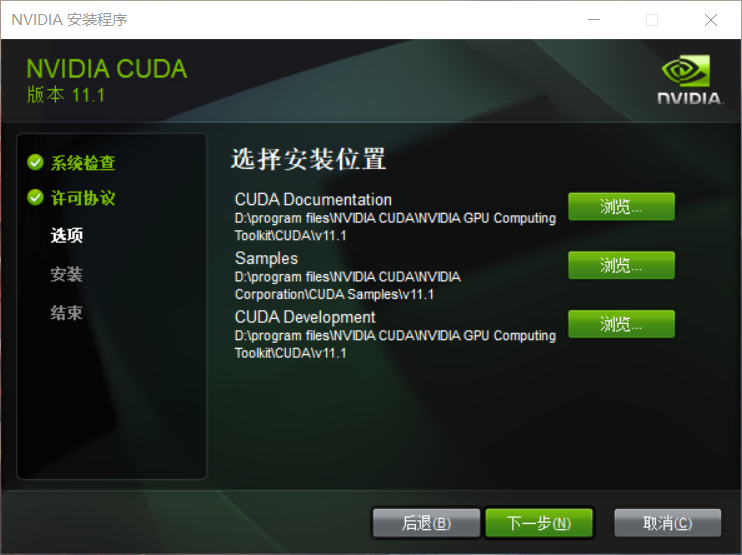 NVIDIA 安装程序
NVIDIA CUDA
版本 11.1
NVIDIA.
系统检查
许可协议
选项
安装
结束
选择安装位置
CUDA Documentation
D:\program files\NVIDIA CUDA\NVIDIA GPU Computing
Toolkit\CUDA\v11.1
浏览...
Samples
D:\program files\NVIDIA CUDA\NVIDIA
Corporation\CUDA Samples\v11.1
浏览...
CUDA Development
D:\program files\NVIDIA CUDA\NVIDIA GPU Computing
Toolkit\CUDA\v11.1
浏览...
后退(B) 下一步(N) 取消(C)